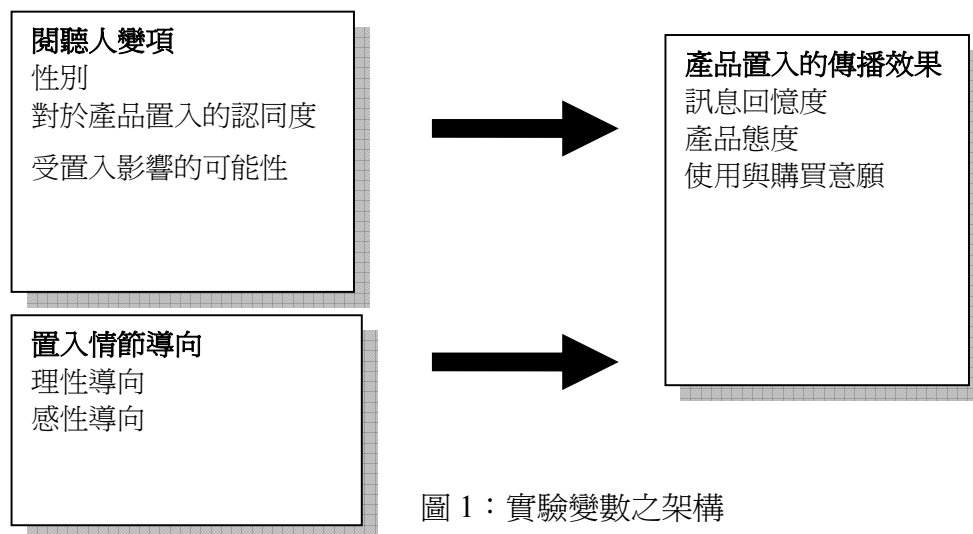 閱聽人變項
性別
對於產品置入的認同度
受置入影響的可能性
置入情節導向
理性導向
感性導向
產品置入的傳播效果
訊息回憶度
產品態度
使用與購買意願
圖 1：實驗變數之架構